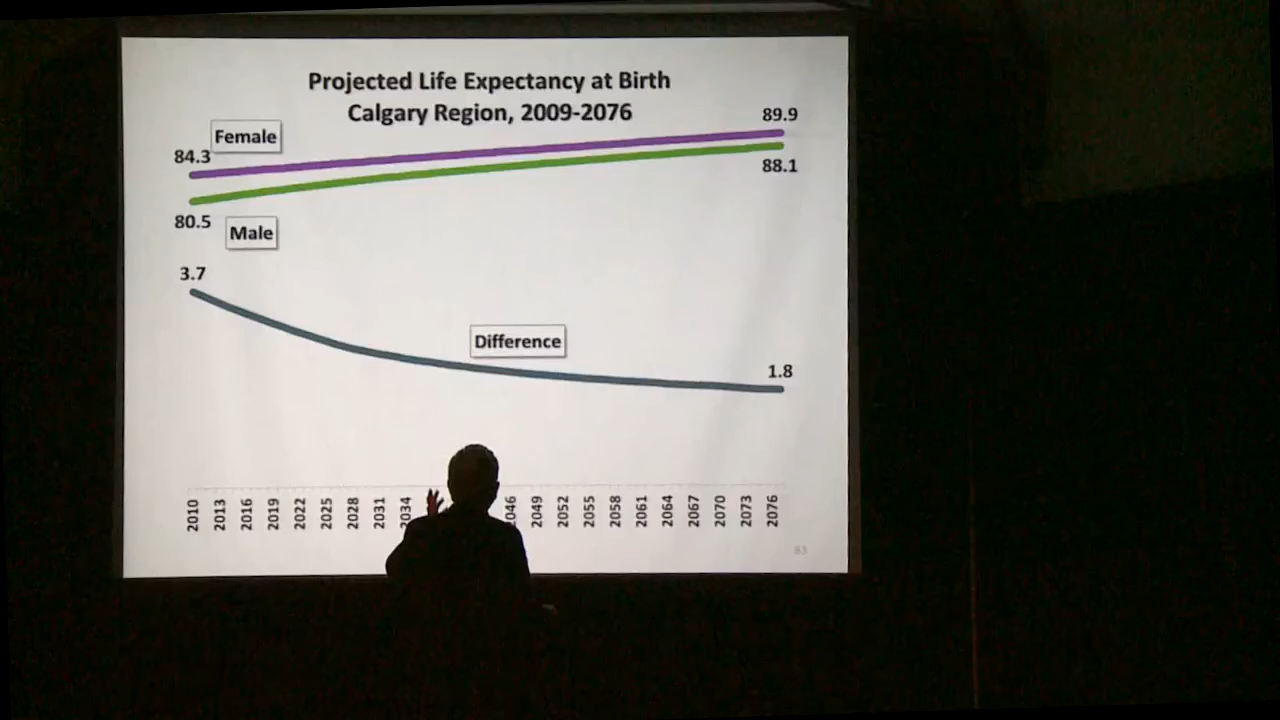 Projected Life Expectancy at Birth
Calgary Region, 2009-2076
89.9
Female
84.3
88.1
80.5
Male
3.7
Difference
1.8
2010 2013 2016 2019 2022 2025 2028 2031 2034 2046 2049 2052 2055 2058 2061 2064 2067 2070 2073 2076
83